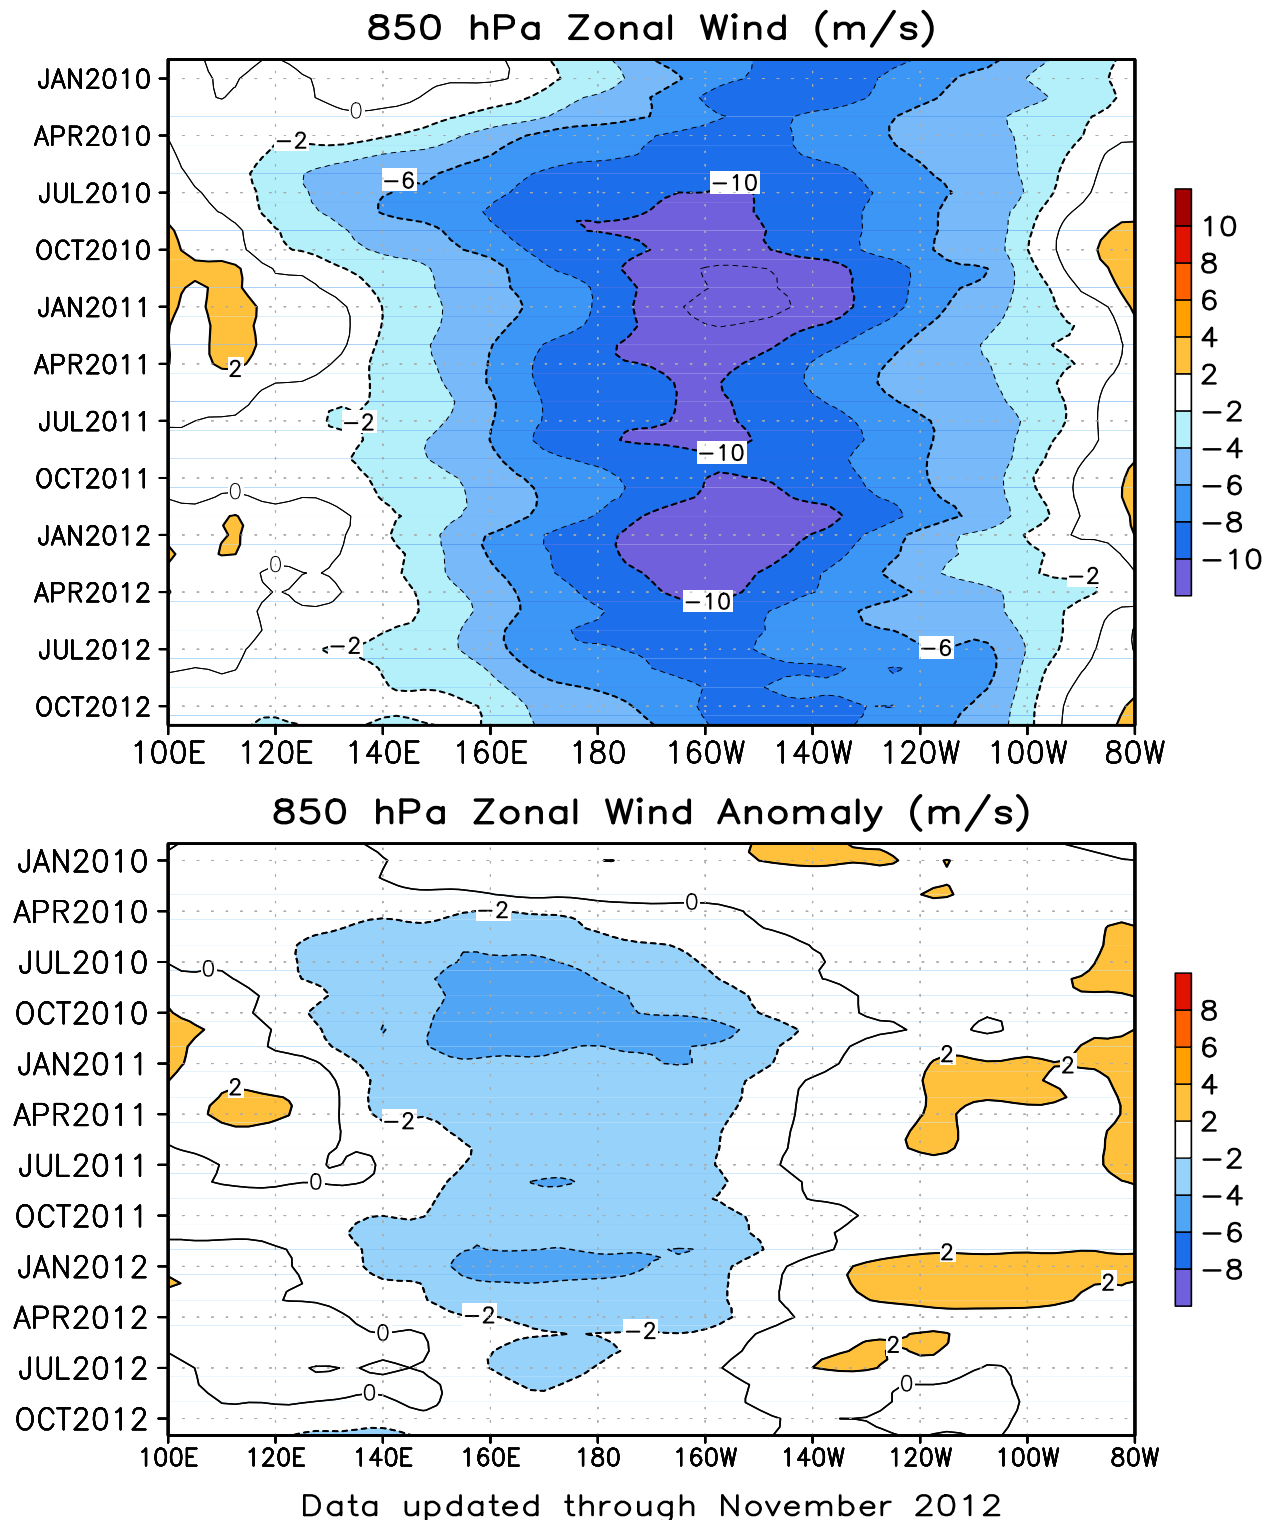 850 hPa Zonal Wind (m/s)
JAN2010
APR2010
JUL2010
OCT2010
JAN2011
APR2011
JUL2011
OCT2011
JAN2012
APR2012
JUL2012
OCT2012
0
−2
−6
−10
2
−2
−10
0
0
−2
−10
−2
−6
100E 120E 140E 160E 180 160W 140W 120W 100W 80W
10
8
6
4
2
−2
−4
−6
−8
−10
850 hPa Zonal Wind Anomaly (m/s)
JAN2010
APR2010
JUL2010
OCT2010
JAN2011
APR2011
JUL2011
OCT2011
JAN2012
APR2012
JUL2012
OCT2012
0
−2
0
2
2
2
−2
0
2
2
−2
−2
0
2
0
0
100E 120E 140E 160E 180 160W 140W 120W 100W 80W
8
6
4
2
−2
−4
−6
−8
Data updated through November 2012